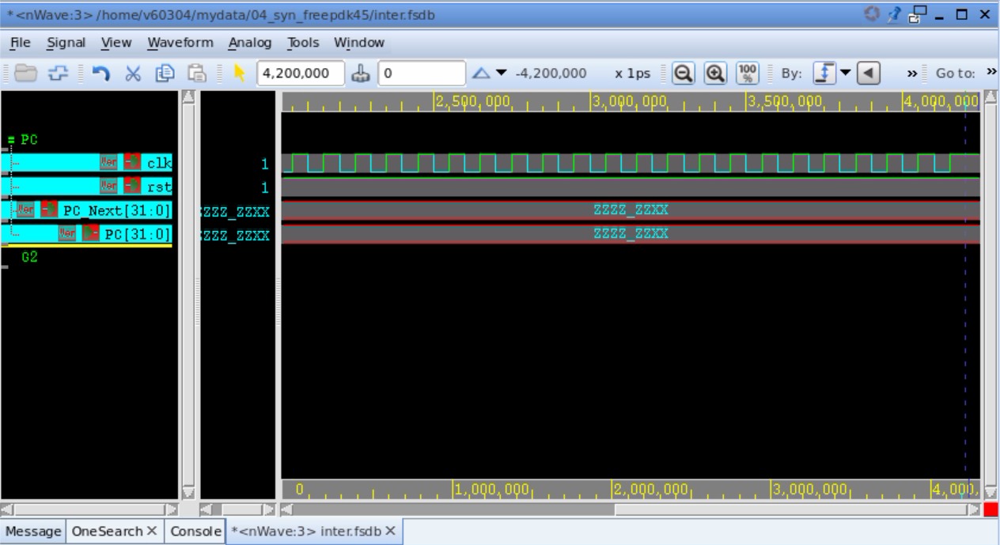 *<nWave:3> /home/v60304/mydata/04_syn_freepdk45/inter.fsdb
File Signal View Waveform Analog Tools Window
4,200,000 0 -4,200,000 x 1ps 100 % By: » Go to: »
2,500,000 3,000,000 3,500,000 4,000,000
= PC
clk 1
rst 1
PC_Next[31:0] ZZZZ_ZZXX ZZZZ_ZZXX
PC[31:0] ZZZZ_ZZXX ZZZZ_ZZXX
G2
0 1,000,000 2,000,000 3,000,000 4,000,
Message OneSearch X Console *<nWave:3> inter.fsdb X